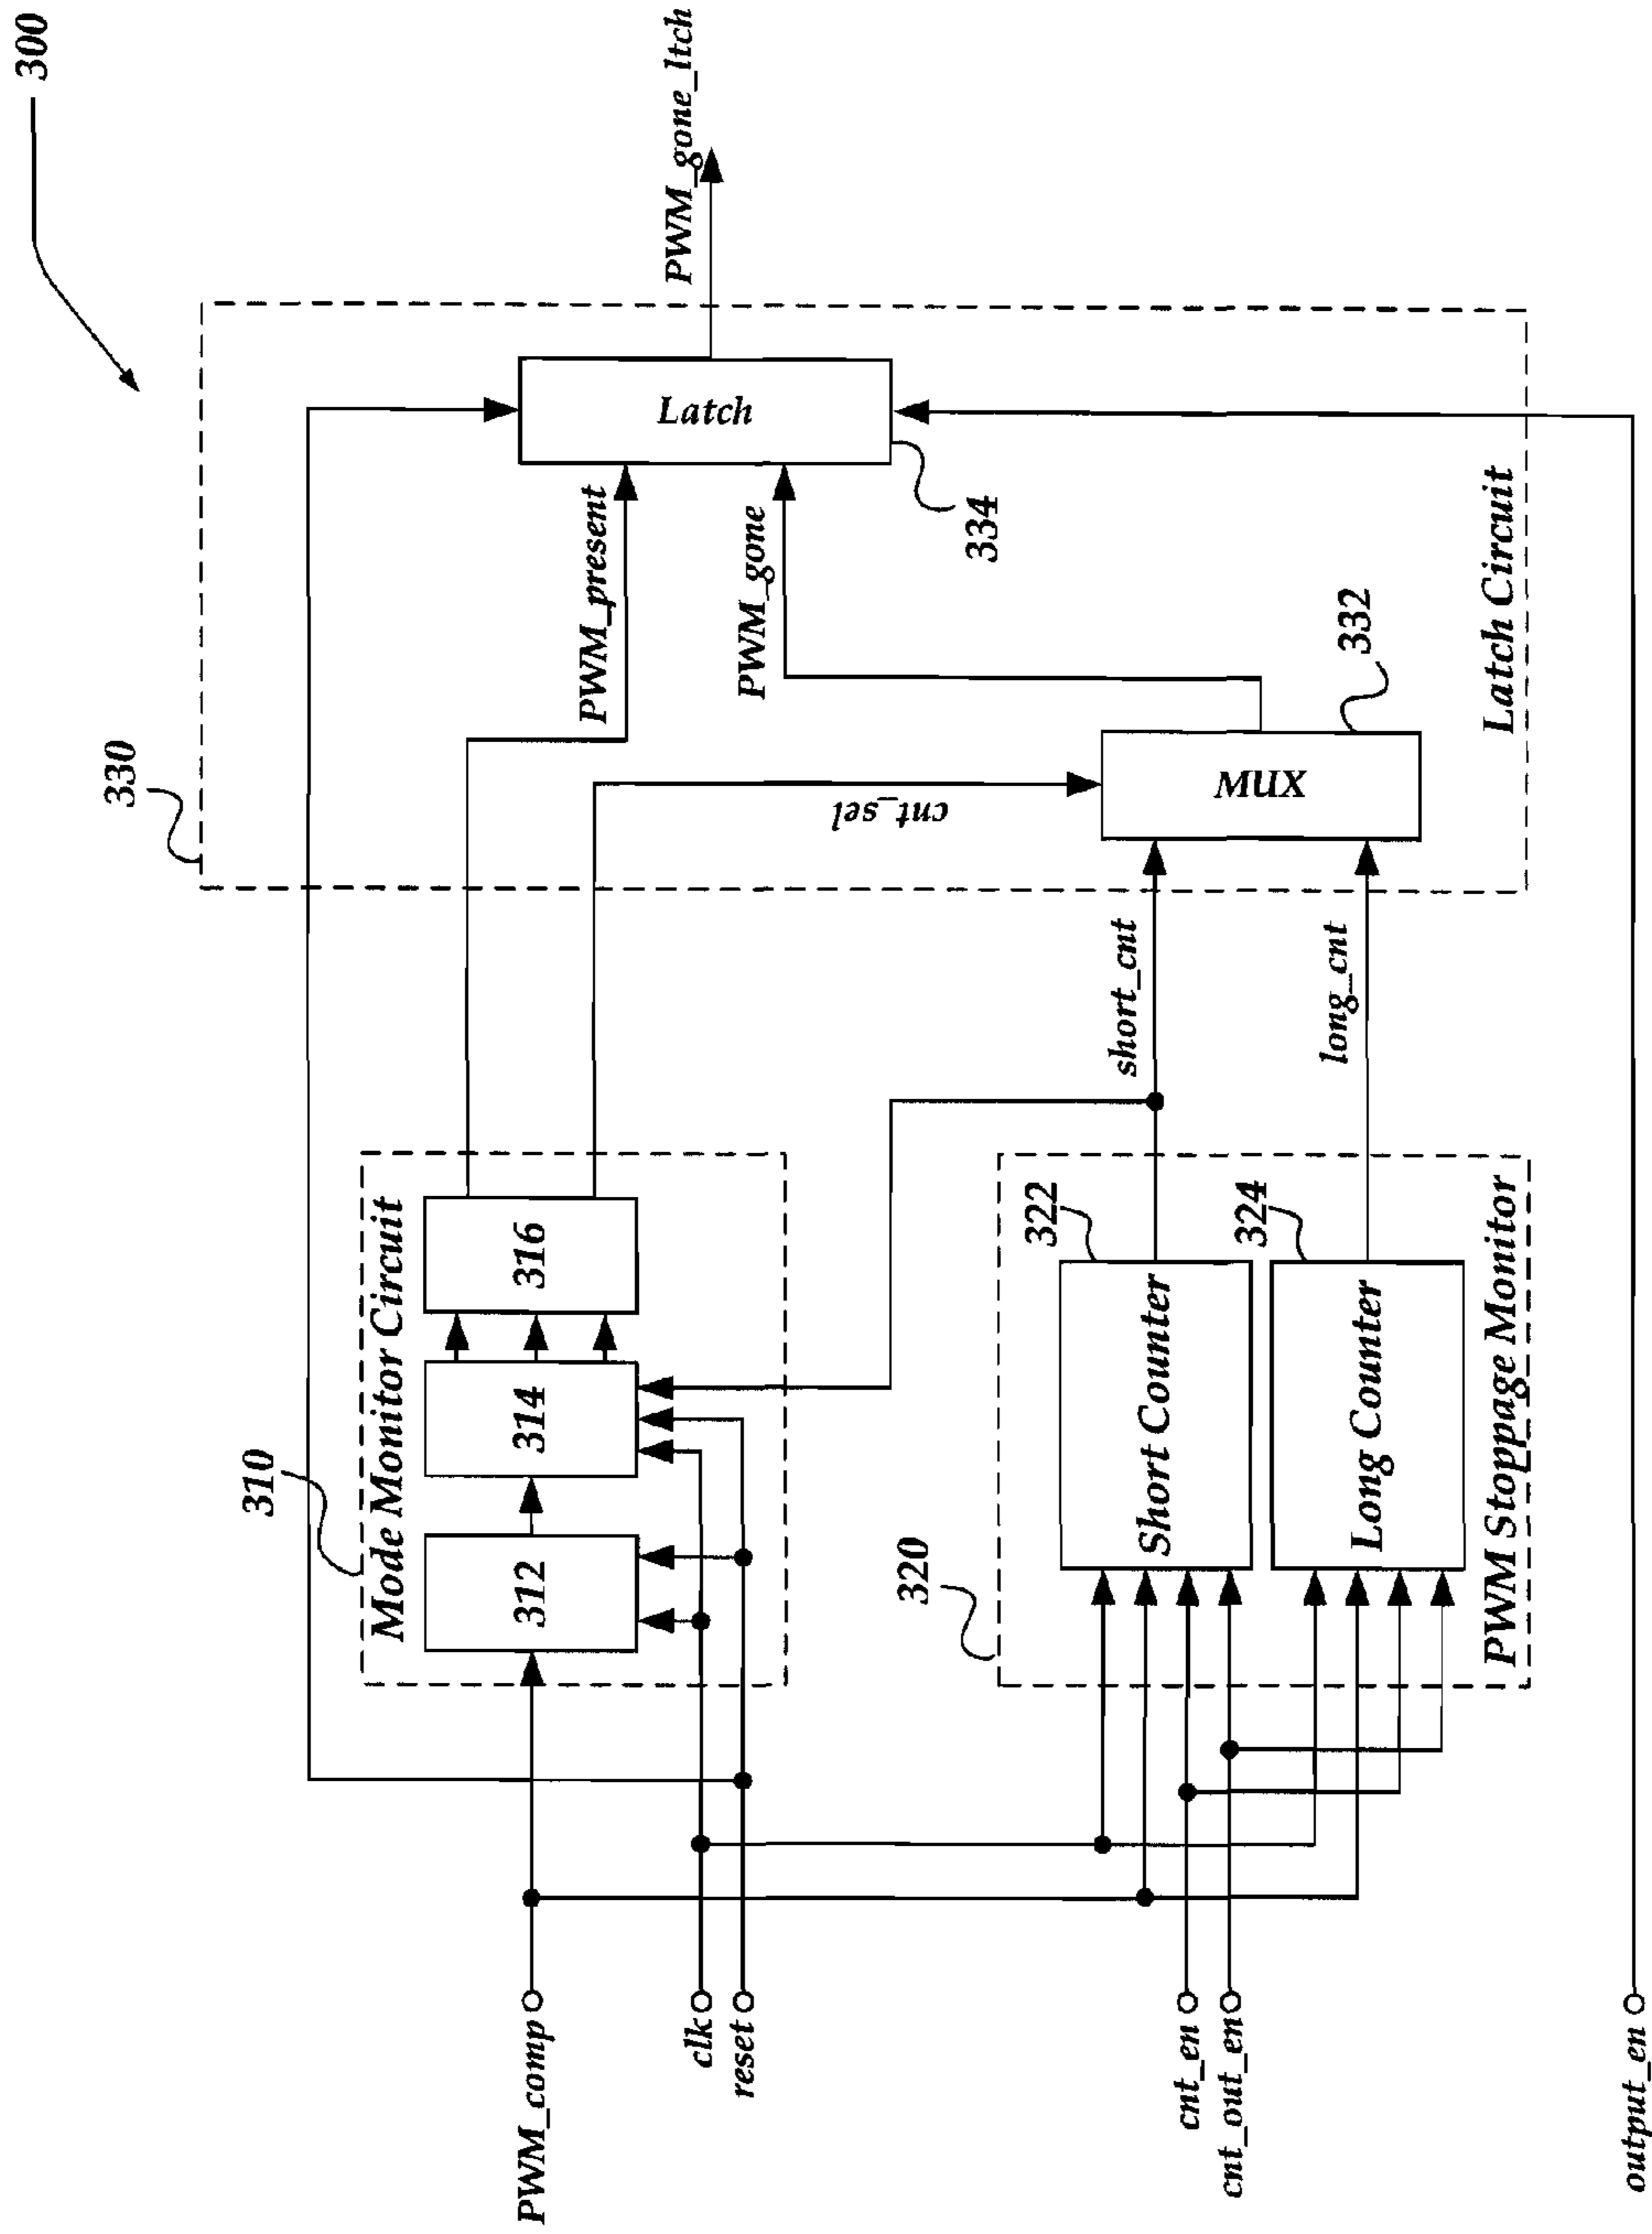 300
330
PWM_gone_ltch
Latch
PWM_present
PWM_gone
334
cnt_sel
MUX
332
Latch Circuit
310
Mode Monitor Circuit
312
314
316
short_cnt
long_cnt
320
322
Short Counter
324
Long Counter
PWM Stoppage Monitor
PWM_comp
clk
reset
cnt_en
cnt_out_en
output_en